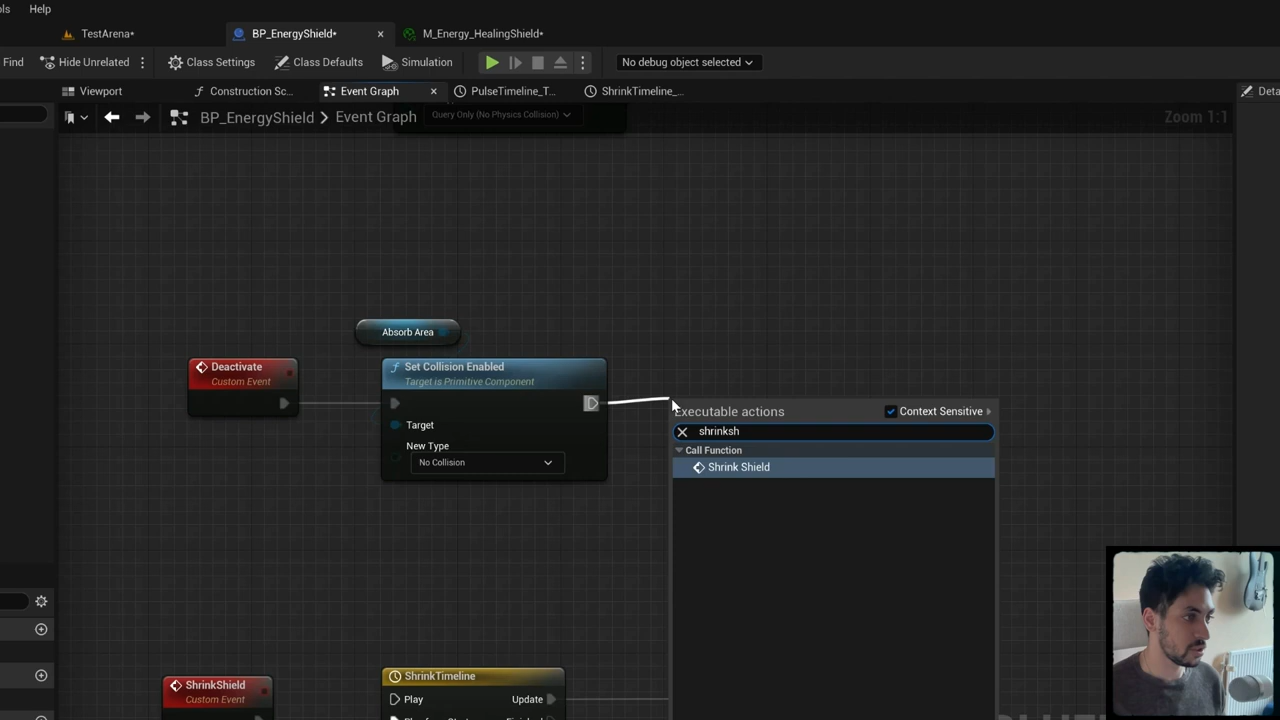 ols Help
TestArena* BP_EnergyShield* M_Energy_HealingShield*
Find Hide Unrelated Class Settings Class Defaults Simulation No debug object selected
Viewport Construction Sc... Event Graph PulseTimeline_T... ShrinkTimeline_... Deta
BP_EnergyShield Event Graph Zoom 1:1
Query Only (No Physics Collision)
Absorb Area
Deactivate
Custom Event
Set Collision Enabled
Target is Primitive Component
Target
New Type
No Collision
Executable actions Context Sensitive
shrinksh
Call Function
Shrink Shield
ShrinkShield
Custom Event
ShrinkTimeline
Play Update